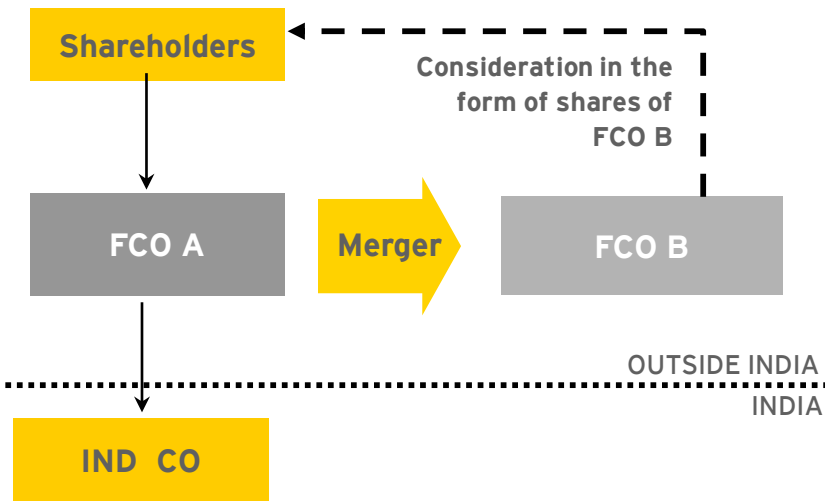 Shareholders
Consideration in the
form of shares of
FCO B
FCO A
Merger
FCO B
OUTSIDE INDIA
INDIA
IND CO